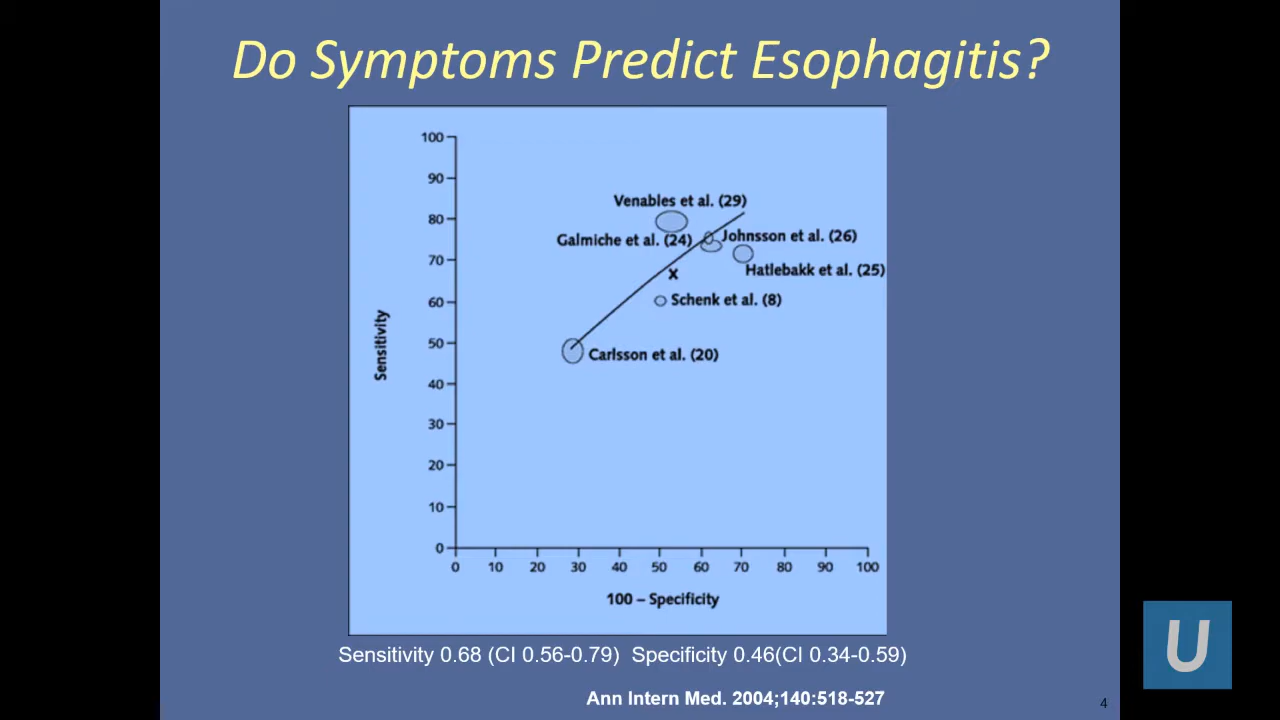 Do Symptoms Predict Esophagitis?
100
90
80
70
60
50
40
30
20
10
0
Sensitivity
Venables et al. (29)
Galmiche et al. (24)
Johnsson et al. (26)
Hatlebakk et al. (25)
x
Schenk et al. (8)
Carlsson et al. (20)
0 10 20 30 40 50 60 70 80 90 100
100 – Specificity
Sensitivity 0.68 (CI 0.56-0.79) Specificity 0.46(CI 0.34-0.59)
Ann Intern Med. 2004;140:518-527
4
U